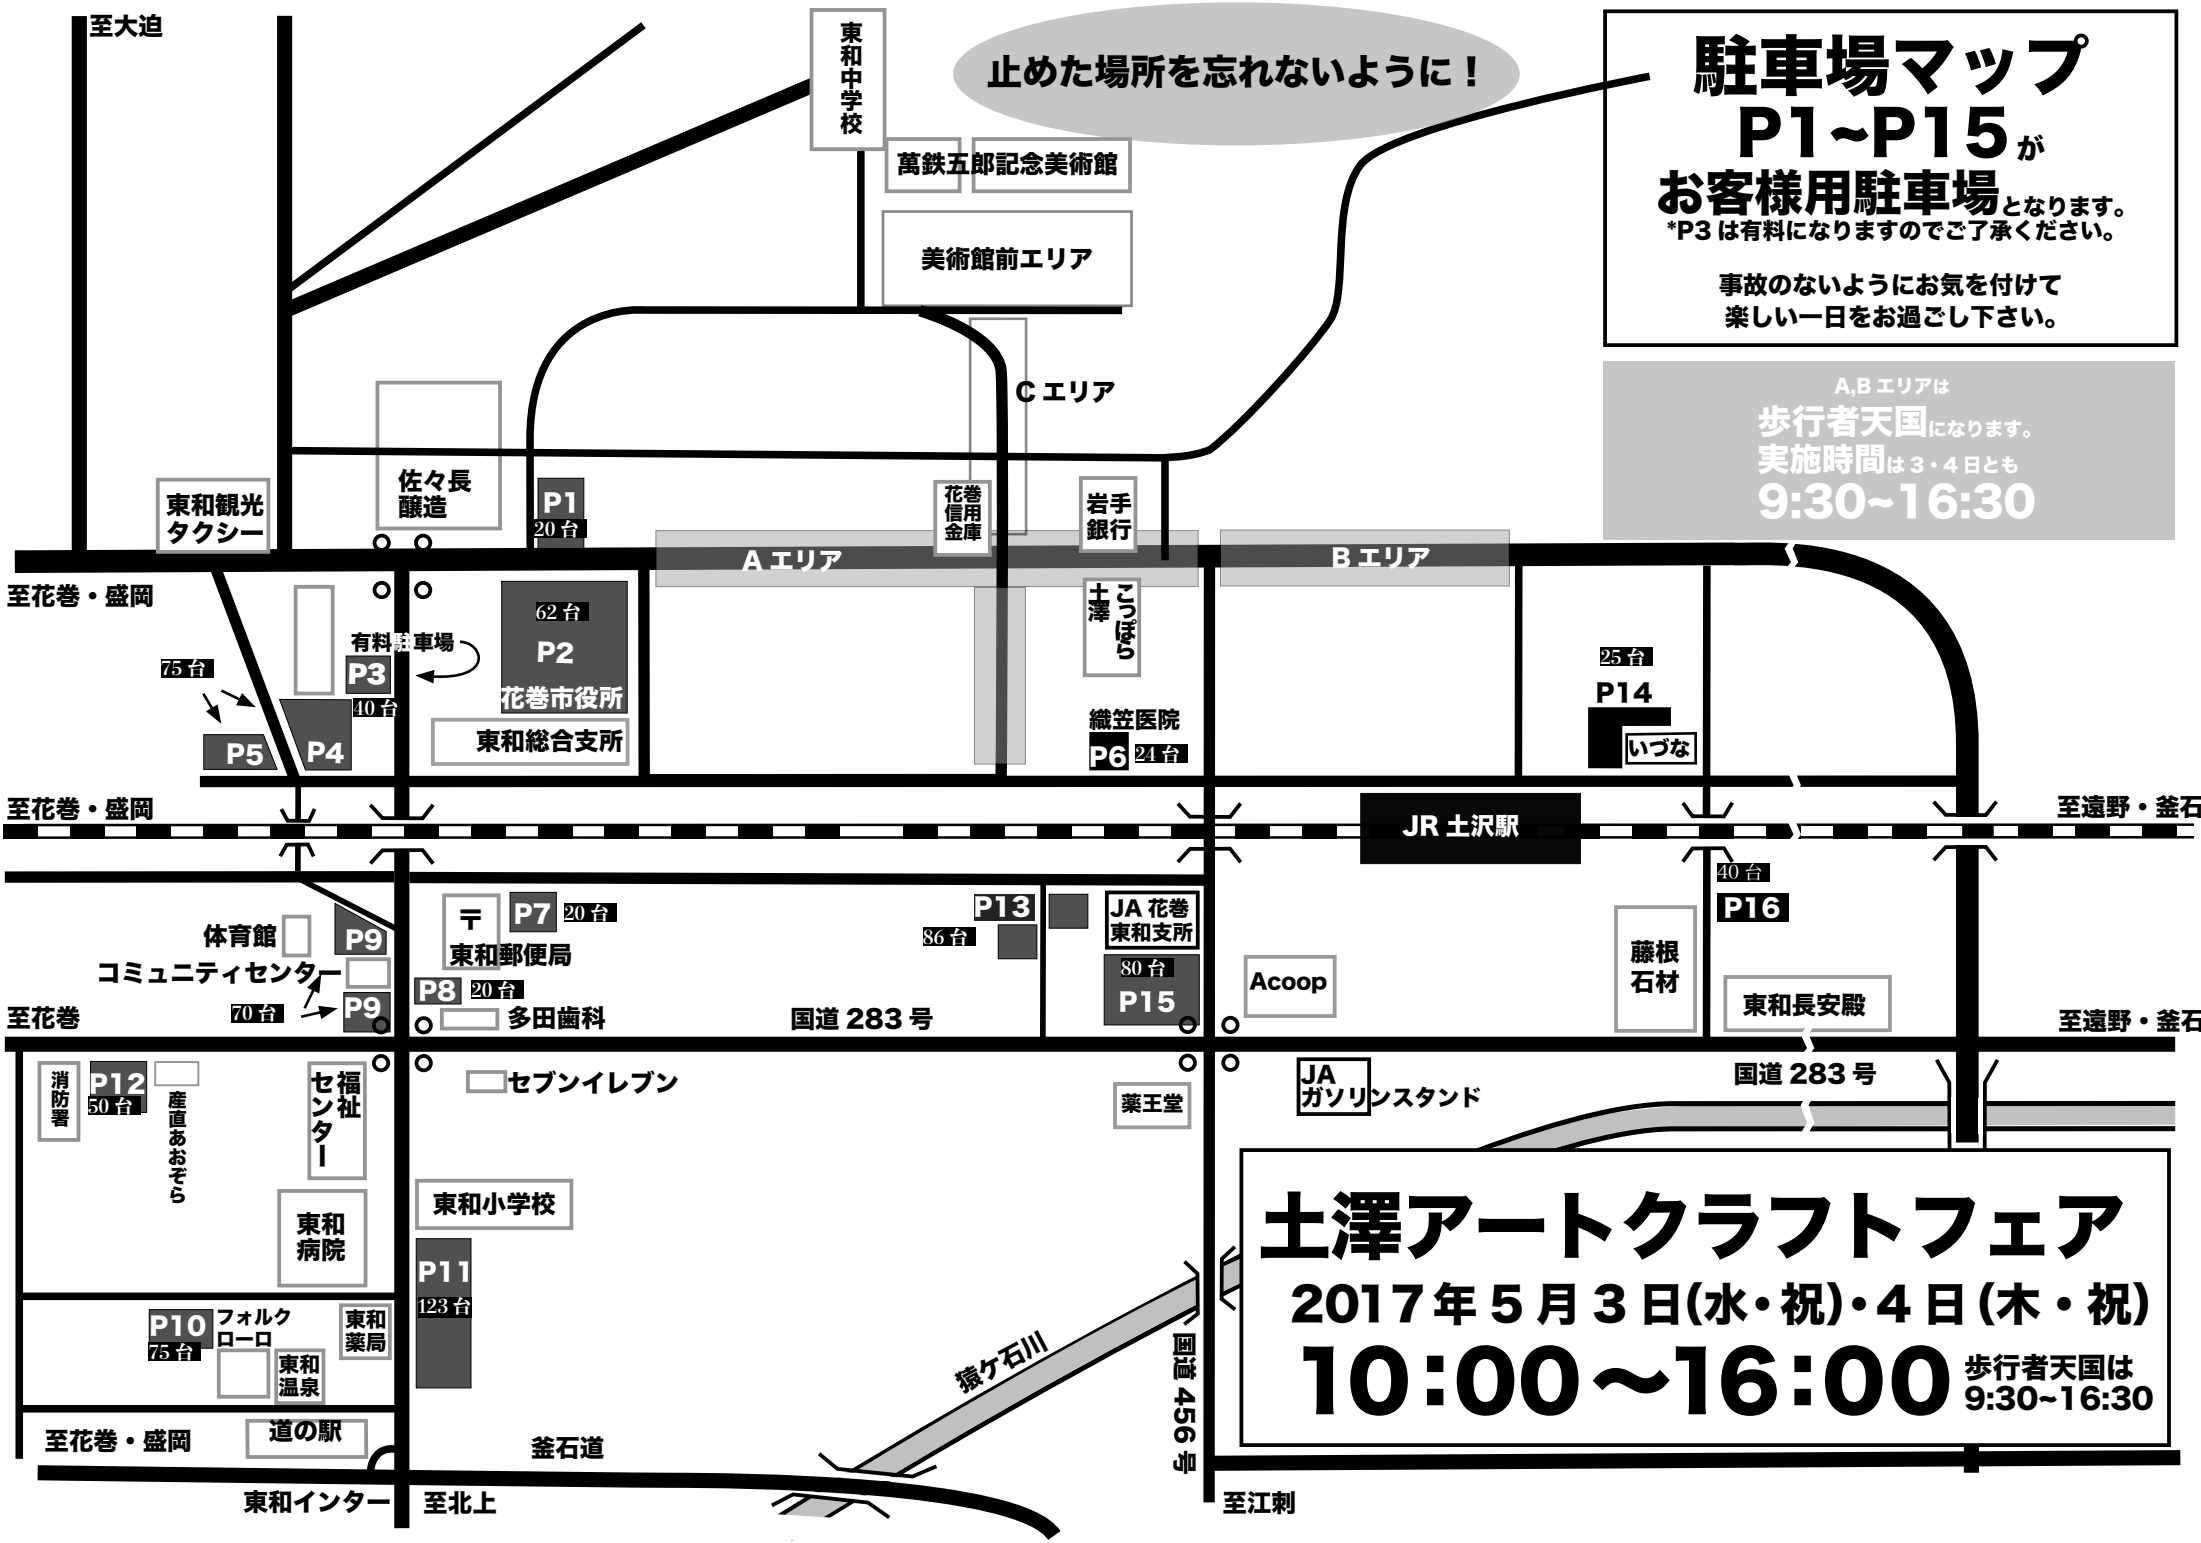 至大迫
東和中学校
止めた場所を忘れないように！
駐車場マップ
P1~P15が
お客様用駐車場となります。
*P3は有料になりますのでご了承ください。
事故のないようにお気を付けて
楽しい一日をお過ごし下さい。
萬鉄五郎記念美術館
美術館前エリア
Cエリア
A,Bエリアは
歩行者天国になります。
実施時間は3・4日とも
9:30~16:30
東和観光
タクシー
佐々長
醸造
P1
20台
花巻
信用
金庫
岩手
銀行
Aエリア
Bエリア
至花巻・盛岡
62台
P2
花巻市役所
東和総合支所
有料駐車場
P3
40台
75台
P5
P4
こっぽら
土澤
織笠医院
P6
24台
25台
P14
いづな
至花巻・盛岡
JR土沢駅
至遠野・釜石
体育館
P9
コミュニティセンター
P9
70台
〒
東和郵便局
P7
20台
P8
20台
多田歯科
P13
86台
JA花巻
東和支所
80台
P15
Acoop
40台
P16
藤根
石材
東和長安殿
至花巻
国道283号
至遠野・釜石
国道283号
消防署
P12
50台
産直あおぞら
福祉
センター
セブンイレブン
薬王堂
JA
ガソリンスタンド
東和
病院
東和小学校
P11
123台
P10
75台
フォルク
ローロ
東和
薬局
東和
温泉
道の駅
至花巻・盛岡
釜石道
東和インター
至北上
猿ケ石川
国道456号
至江刺
土澤アートクラフトフェア
2017年5月3日(水・祝)・4日(木・祝)
10:00～16:00
歩行者天国は
9:30~16:30